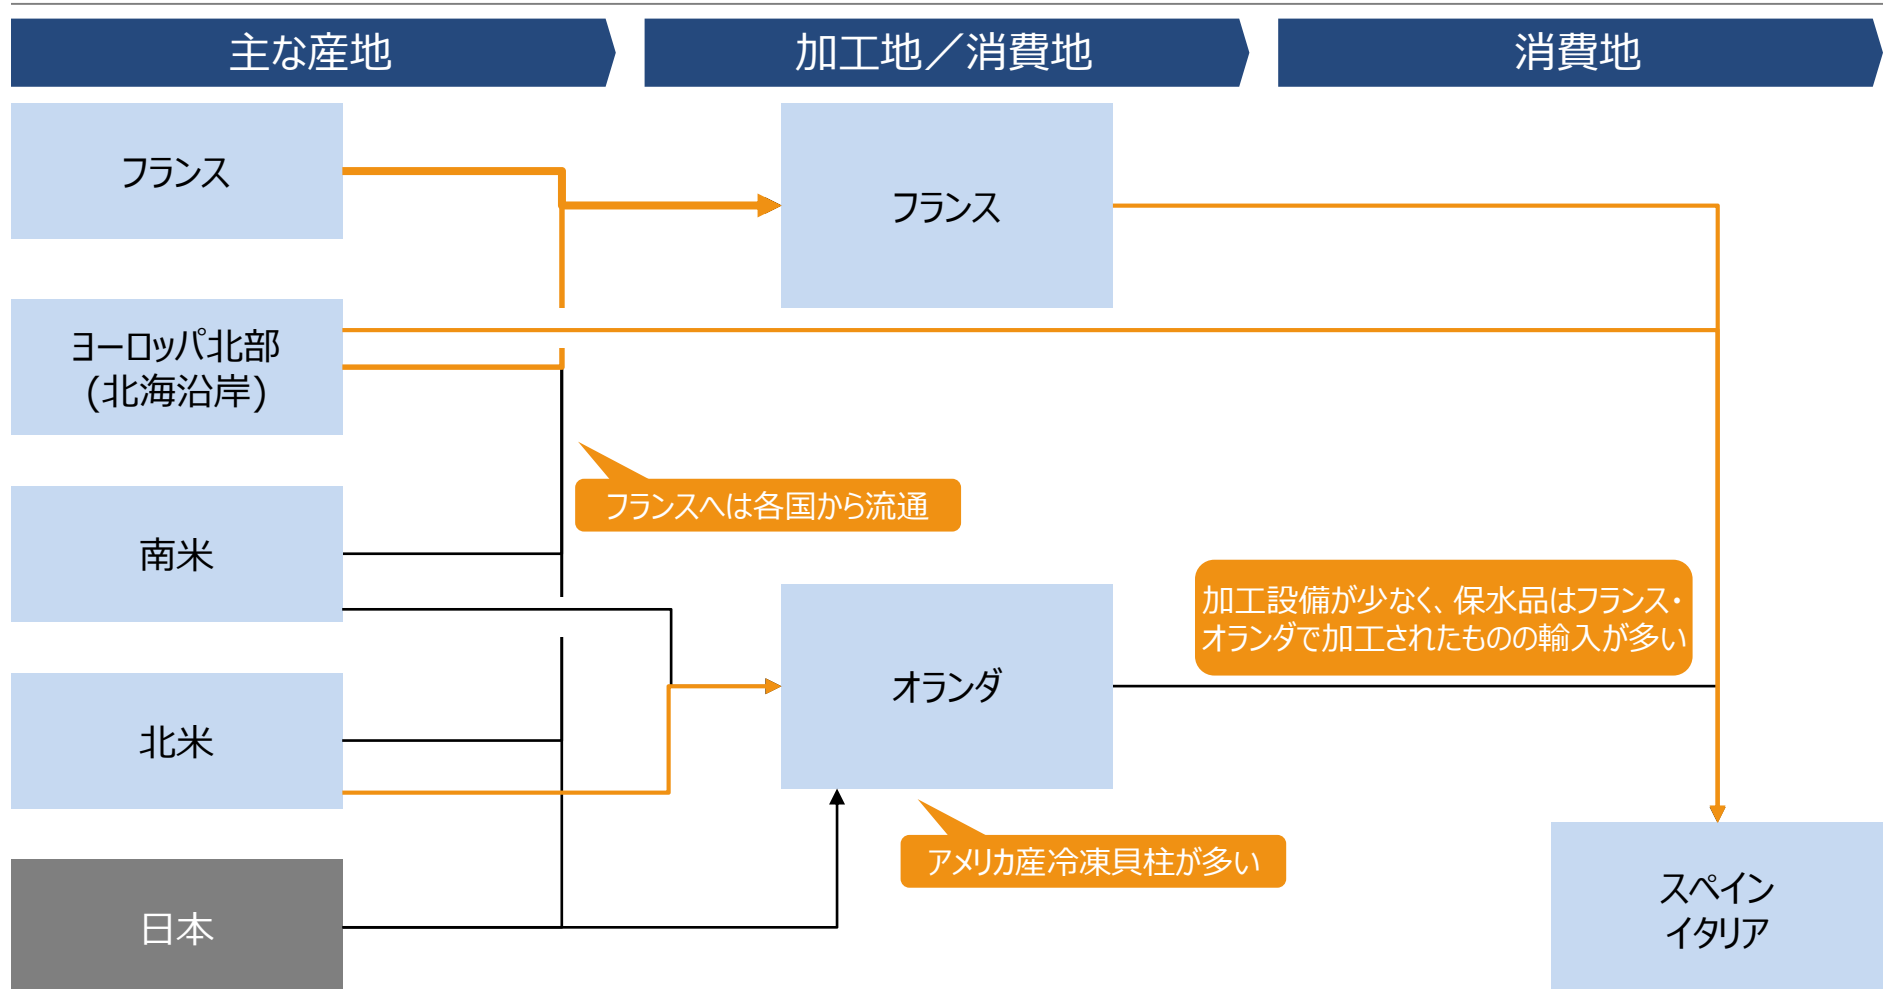 主な産地
加工地／消費地
消費地
フランス
フランス
ヨーロッパ北部
(北海沿岸)
フランスへは各国から流通
南米
加工設備が少なく、保水品はフランス・
オランダで加工されたものの輸入が多い
オランダ
北米
アメリカ産冷凍貝柱が多い
日本
スペイン
イタリア